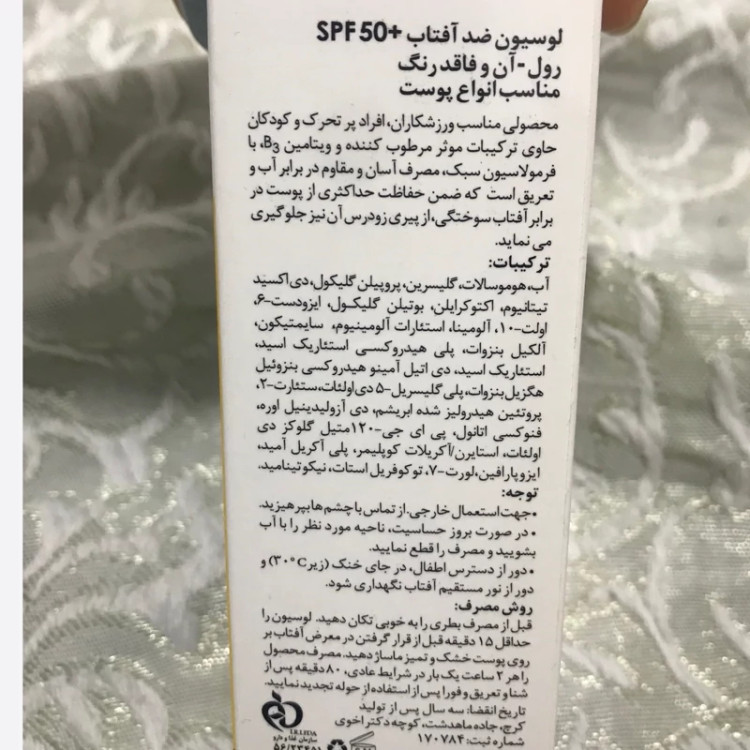 لوسیون ضد آفتاب SPF 50+
رول-آن و فاقد رنگ
مناسب انواع پوست
محصولی مناسب ورزشکاران، افراد پر تحرک و کودکان
حاوی ترکیبات موثر مرطوب کننده و ویتامین B3، با
فرمولاسیون سبک، مصرف آسان و مقاوم در برابر آب و
تعریق است که ضمن حفاظت حداکثری از پوست در
برابر آفتاب سوختگی، از پیری زودرس آن نیز جلوگیری
می نماید.
ترکیبات:
آب، هوموسالات، گلیسرین، پروپیلن گلیکول، دی اکسید
تیتانیوم، اکتوکرایلن، بوتیلن گلیکول، ایزودست-۶،
اولت-۱۰، آلومینا، استئارات آلومینیوم، سایمتیکون،
آلکیل بنزوات، پلی هیدروکسی استئاریک اسید،
استئاریک اسید، دی اتیل آمینو هیدروکسی بنزوئیل
هگزیل بنزوات، پلی گلیسریل-۵ دی اولئات، ستئارت-۲،
پروتئین هیدرولیز شده ابریشم، دی آزولیدینیل اوره،
فنوکسی اتانول، پی ای جی-۱۲۰ متیل گلوکز دی
اولئات، استایرن/آکریلات کوپلیمر، پلی آکریل آمید،
ایزوپارافین، لورت-۷، توکوفریل استات، نیکوتینامید.
توجه:
•جهت استعمال خارجی. از تماس با چشم ها بپرهیزید.
•در صورت بروز حساسیت، ناحیه مورد نظر را با آب
بشویید و مصرف را قطع نمایید.
•دور از دسترس اطفال، در جای خنک (زیر ۳۰°C) و
دور از نور مستقیم آفتاب نگهداری شود.
روش مصرف:
قبل از مصرف بطری را به خوبی تکان دهید. لوسیون را
حداقل ۱۵ دقیقه قبل از قرار گرفتن در معرض آفتاب بر
روی پوست خشک و تمیز ماساژ دهید. مصرف محصول
را هر ۲ ساعت یک بار در شرایط عادی، ۸۰ دقیقه پس از
شنا و تعریق و فورا پس از استفاده از حوله تجدید نمایید.
تاریخ انقضا: سه سال پس از تولید
کرج، جاده ماهدشت، کوچه دکتر اخوی
شماره ثبت: ۱۷۰۷۸۴
سازمان غذا و دارو